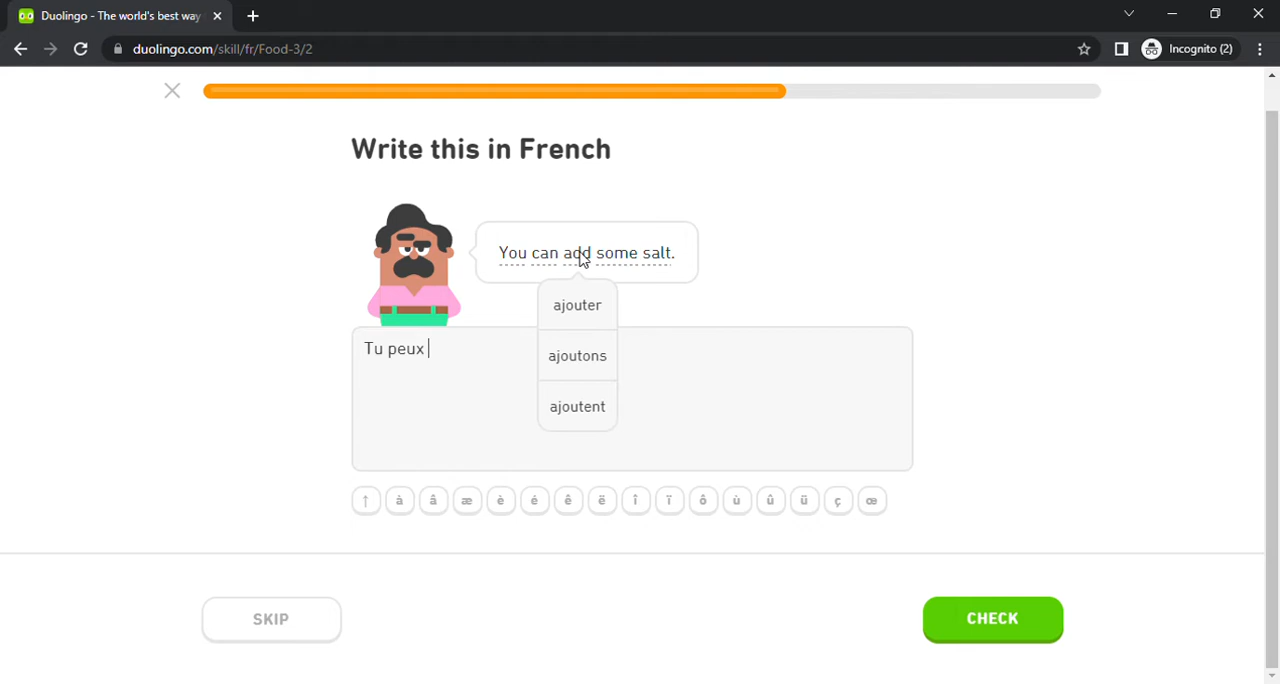 Duolingo - The world's best way
duolingo.com/skill/fr/Food-3/2
Incognito (2)
Write this in French
You can add some salt.
ajouter
ajoutons
ajoutent
Tu peux
↑ à â æ è é ê ë î ï ô ù û ü ç œ
SKIP
CHECK